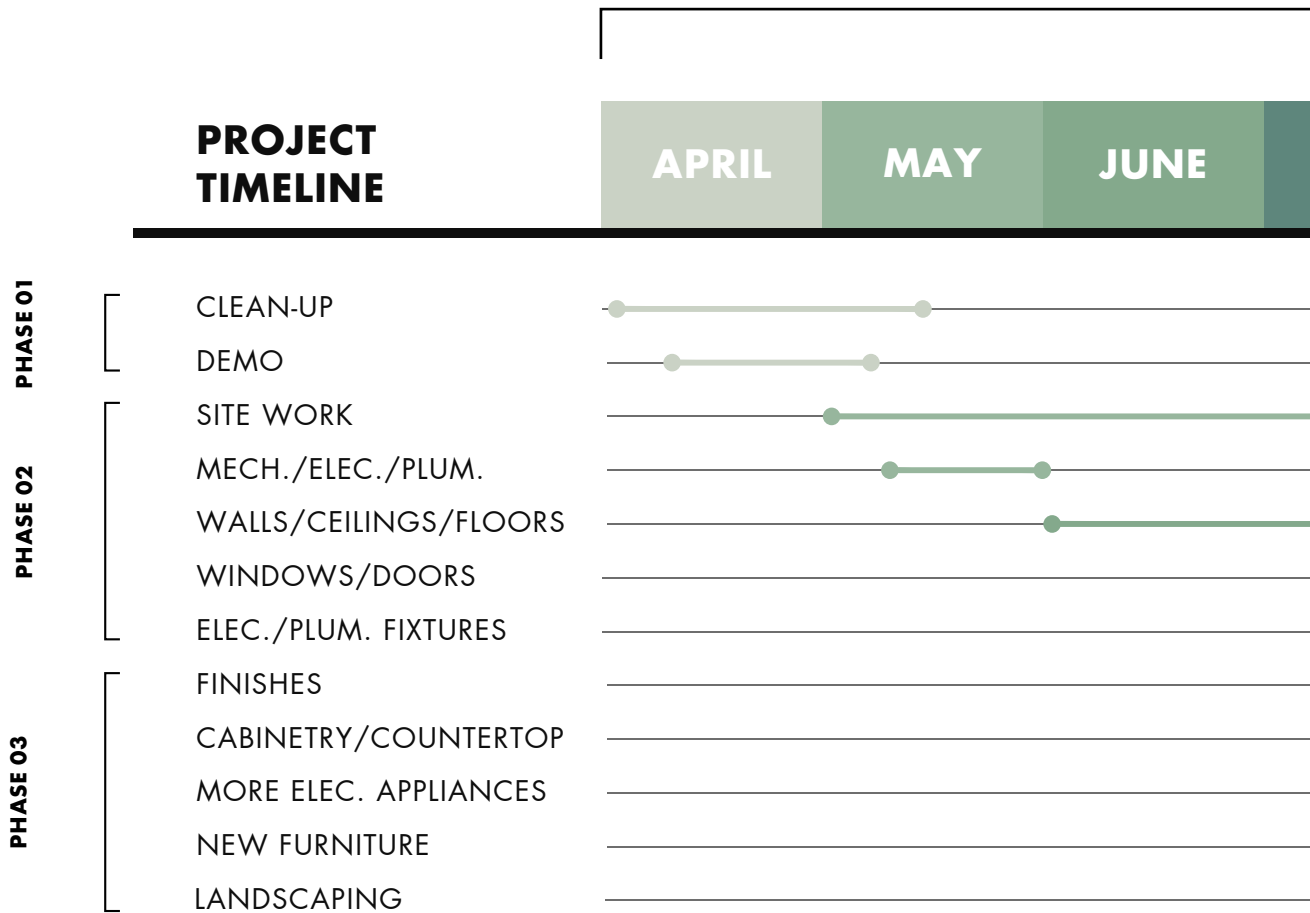 PROJECT
TIMELINE
APRIL
MAY
JUNE
PHASE 01
CLEAN-UP
DEMO
PHASE 02
SITE WORK
MECH./ELEC./PLUM.
WALLS/CEILINGS/FLOORS
WINDOWS/DOORS
ELEC./PLUM. FIXTURES
PHASE 03
FINISHES
CABINETRY/COUNTERTOP
MORE ELEC. APPLIANCES
NEW FURNITURE
LANDSCAPING